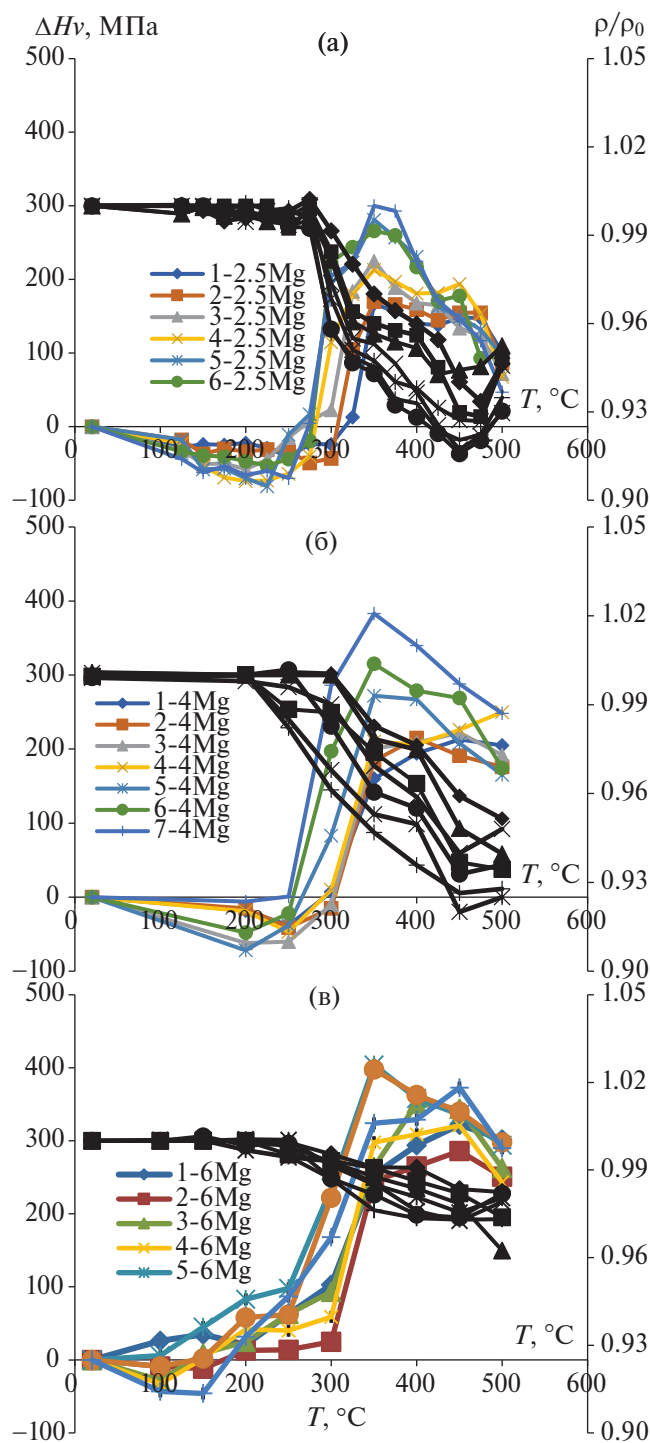 ΔHv, МПа
(а)
ρ/ρ0
500
400
300
200
100
0
–100
1.05
1.02
0.99
0.96
0.93
0.90
1-2.5Mg
2-2.5Mg
3-2.5Mg
4-2.5Mg
5-2.5Mg
6-2.5Mg
T, °C
0 100 200 300 400 500 600
(б)
500
400
300
200
100
0
–100
1.05
1.02
0.99
0.96
0.93
0.90
1-4Mg
2-4Mg
3-4Mg
4-4Mg
5-4Mg
6-4Mg
7-4Mg
T, °C
0 100 200 300 400 500 600
(в)
500
400
300
200
100
0
–100
1.05
1.02
0.99
0.96
0.93
0.90
1-6Mg
2-6Mg
3-6Mg
4-6Mg
5-6Mg
T, °C
0 100 200 300 400 500 600
T, °C